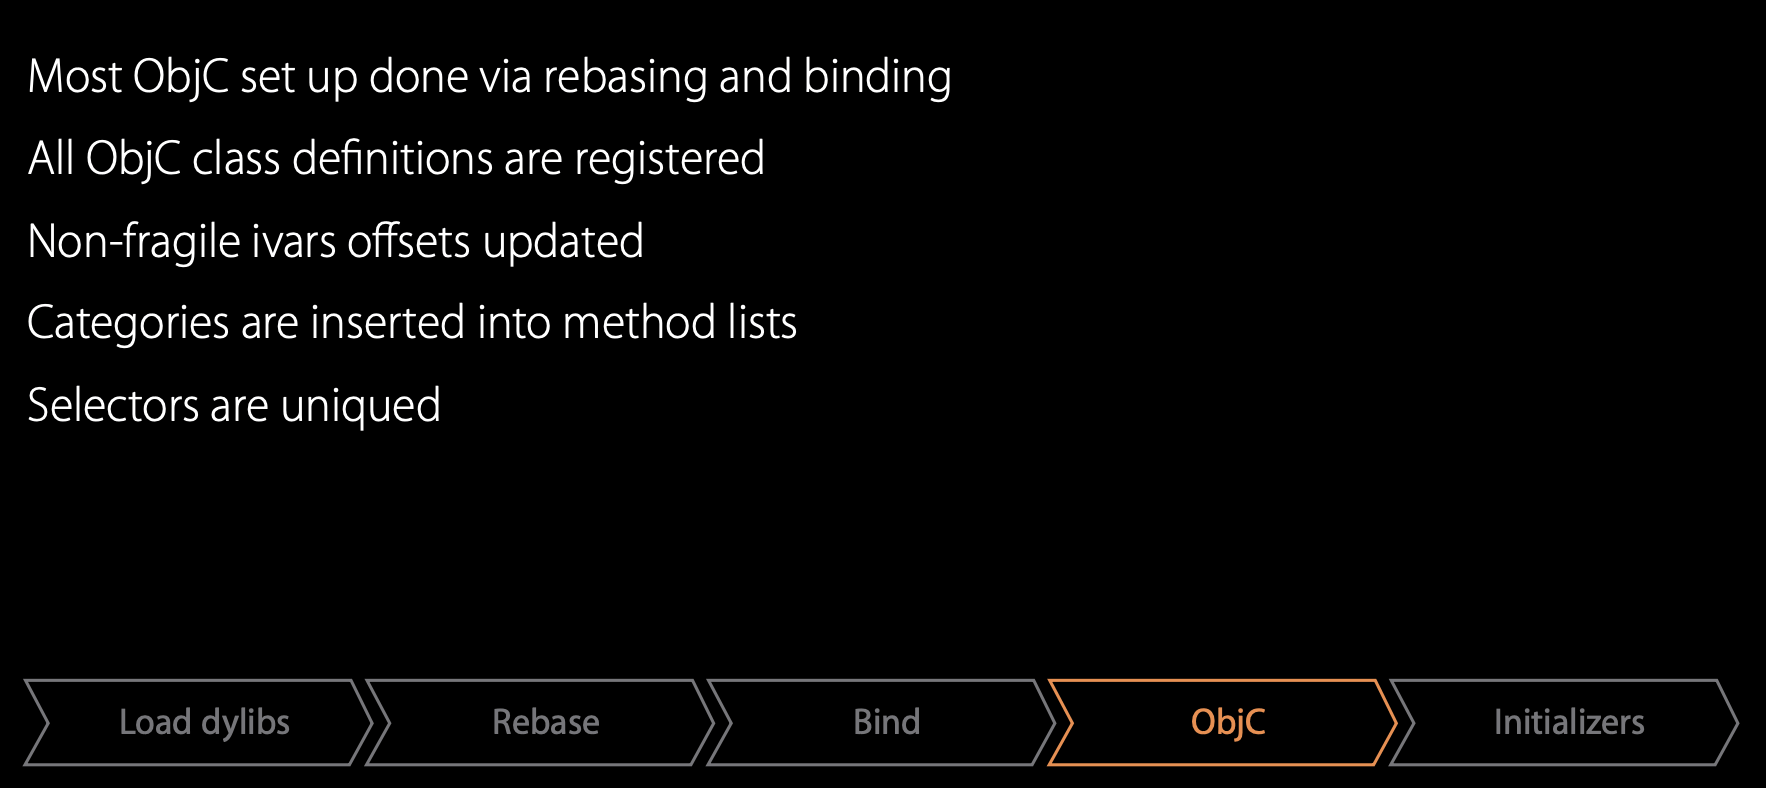 Most ObjC set up done via rebasing and binding
All ObjC class definitions are registered
Non-fragile ivars offsets updated
Categories are inserted into method lists
Selectors are uniqued
Load dylibs
Rebase
Bind
ObjC
Initializers